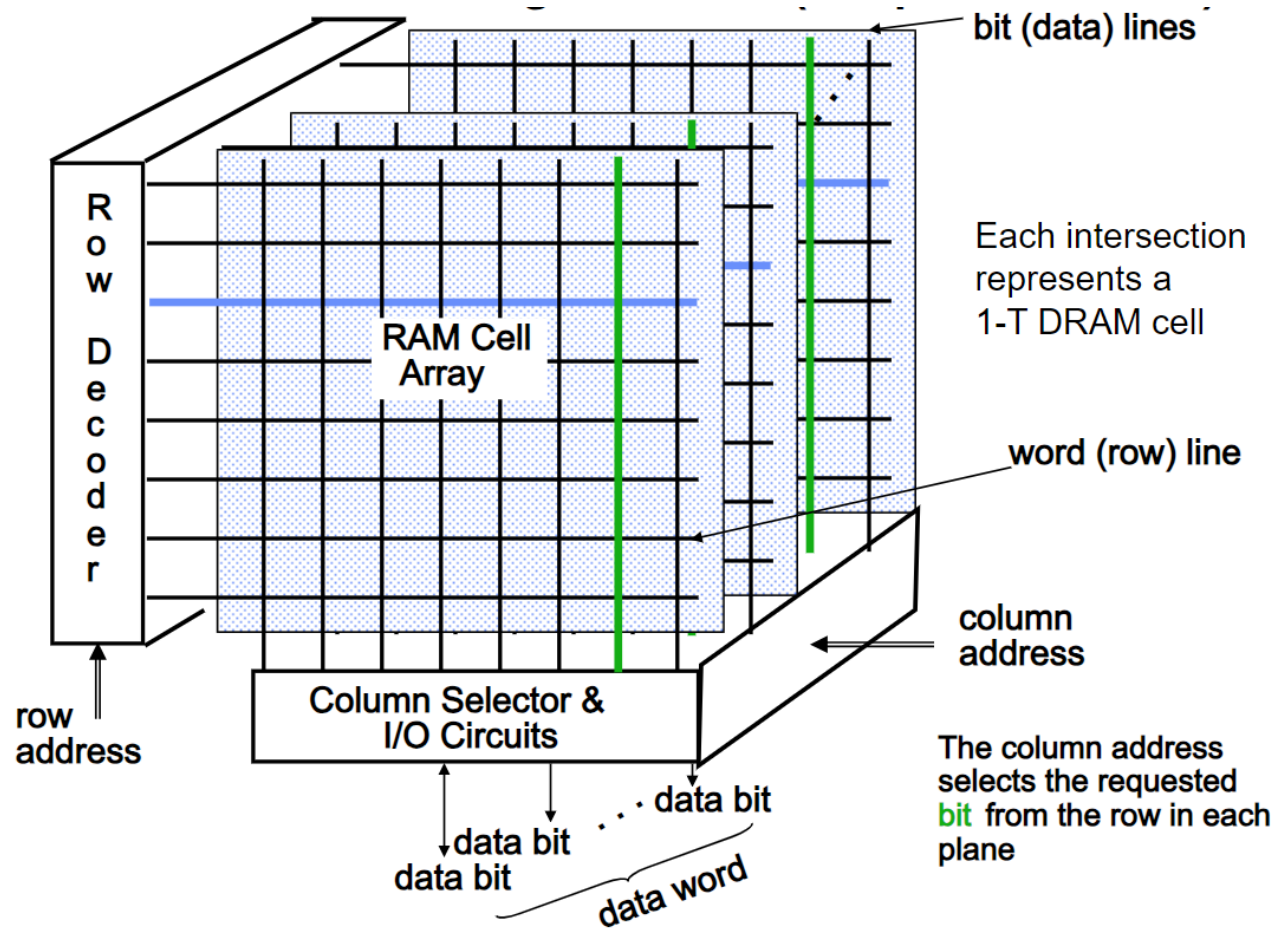 bit (data) lines
Row Decoder
Each intersection
represents a
1-T DRAM cell
RAM Cell
Array
word (row) line
column
address
Column Selector &
I/O Circuits
row
address
The column address
selects the requested
bit from the row in each
plane
. . . data bit
data bit
data bit
data word